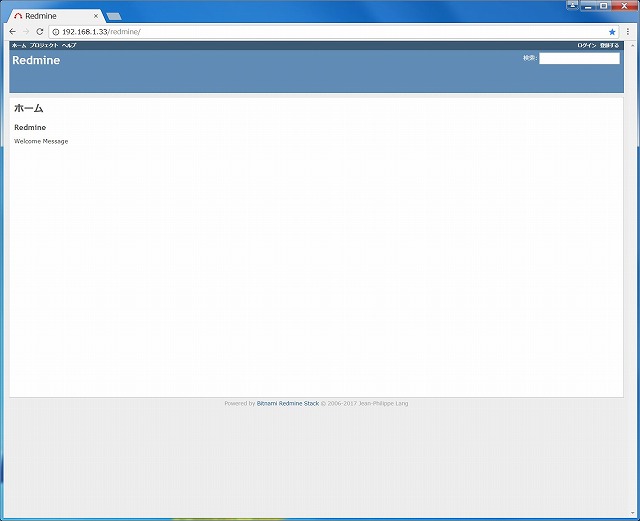 Redmine
192.168.1.33/redmine/
ホーム プロジェクト ヘルプ
ログイン 登録する
Redmine
検索:
ホーム
Redmine
Welcome Message
Powered by Bitnami Redmine Stack © 2006-2017 Jean-Philippe Lang